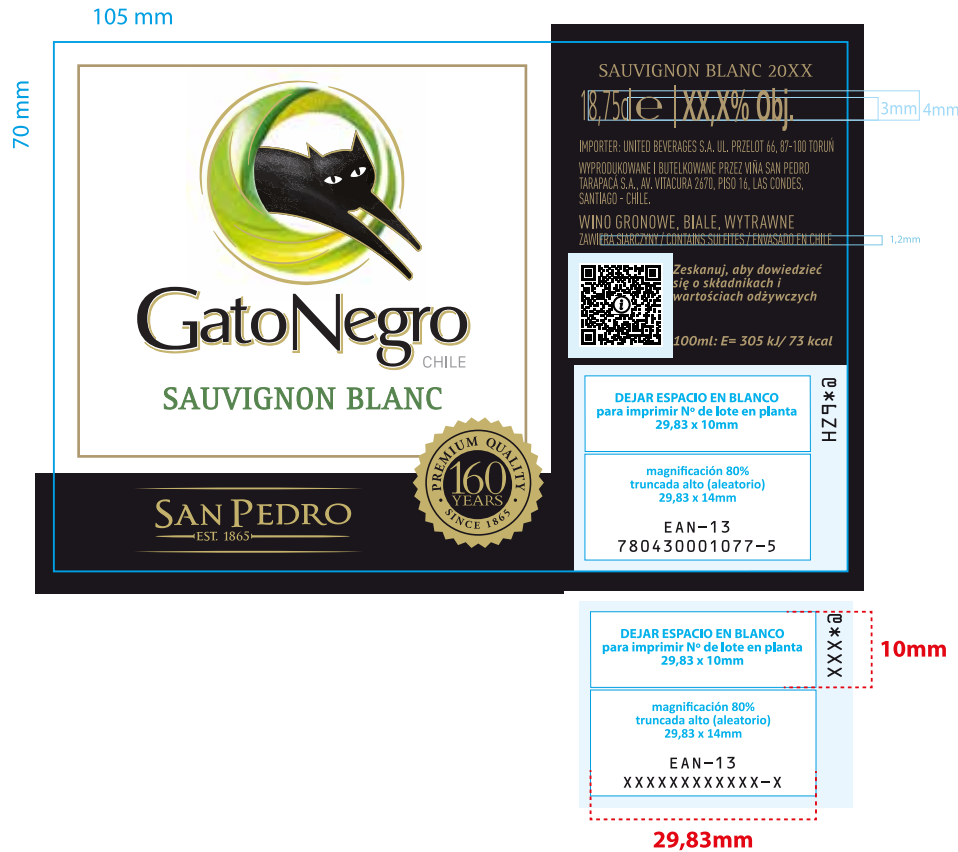 105 mm
70 mm
GatoNegro
CHILE
SAUVIGNON BLANC
PREMIUM QUALITY
160
YEARS
SINCE 1865
SAN PEDRO
EST. 1865
SAUVIGNON BLANC 20XX
18,75cl e XX,X% Obj.
3mm 4mm
IMPORTER: UNITED BEVERAGES S.A. UL. PRZELOT 66, 87-100 TORUŃ
WYPRODUKOWANE I BUTELKOWANE PRZEZ VIÑA SAN PEDRO
TARAPACÁ S.A., AV. VITACURA 2670, PISO 16, LAS CONDES,
SANTIAGO - CHILE.
WINO GRONOWE, BIALE, WYTRAWNE
ZAWIERA SIARCZYNY / CONTAINS SULFITES / ENVASADO EN CHILE
1,2mm
Zeskanuj, aby dowiedzieć
się o składnikach i
wartościach odżywczych
100ml: E= 305 kJ/ 73 kcal
DEJAR ESPACIO EN BLANCO
para imprimir Nº de lote en planta
29,83 x 10mm
@*PZH
magnificación 80%
truncada alto (aleatorio)
29,83 x 14mm
EAN-13
780430001077-5
DEJAR ESPACIO EN BLANCO
para imprimir Nº de lote en planta
29,83 x 10mm
@*XXX
10mm
magnificación 80%
truncada alto (aleatorio)
29,83 x 14mm
EAN-13
XXXXXXXXXXXX-X
29,83mm